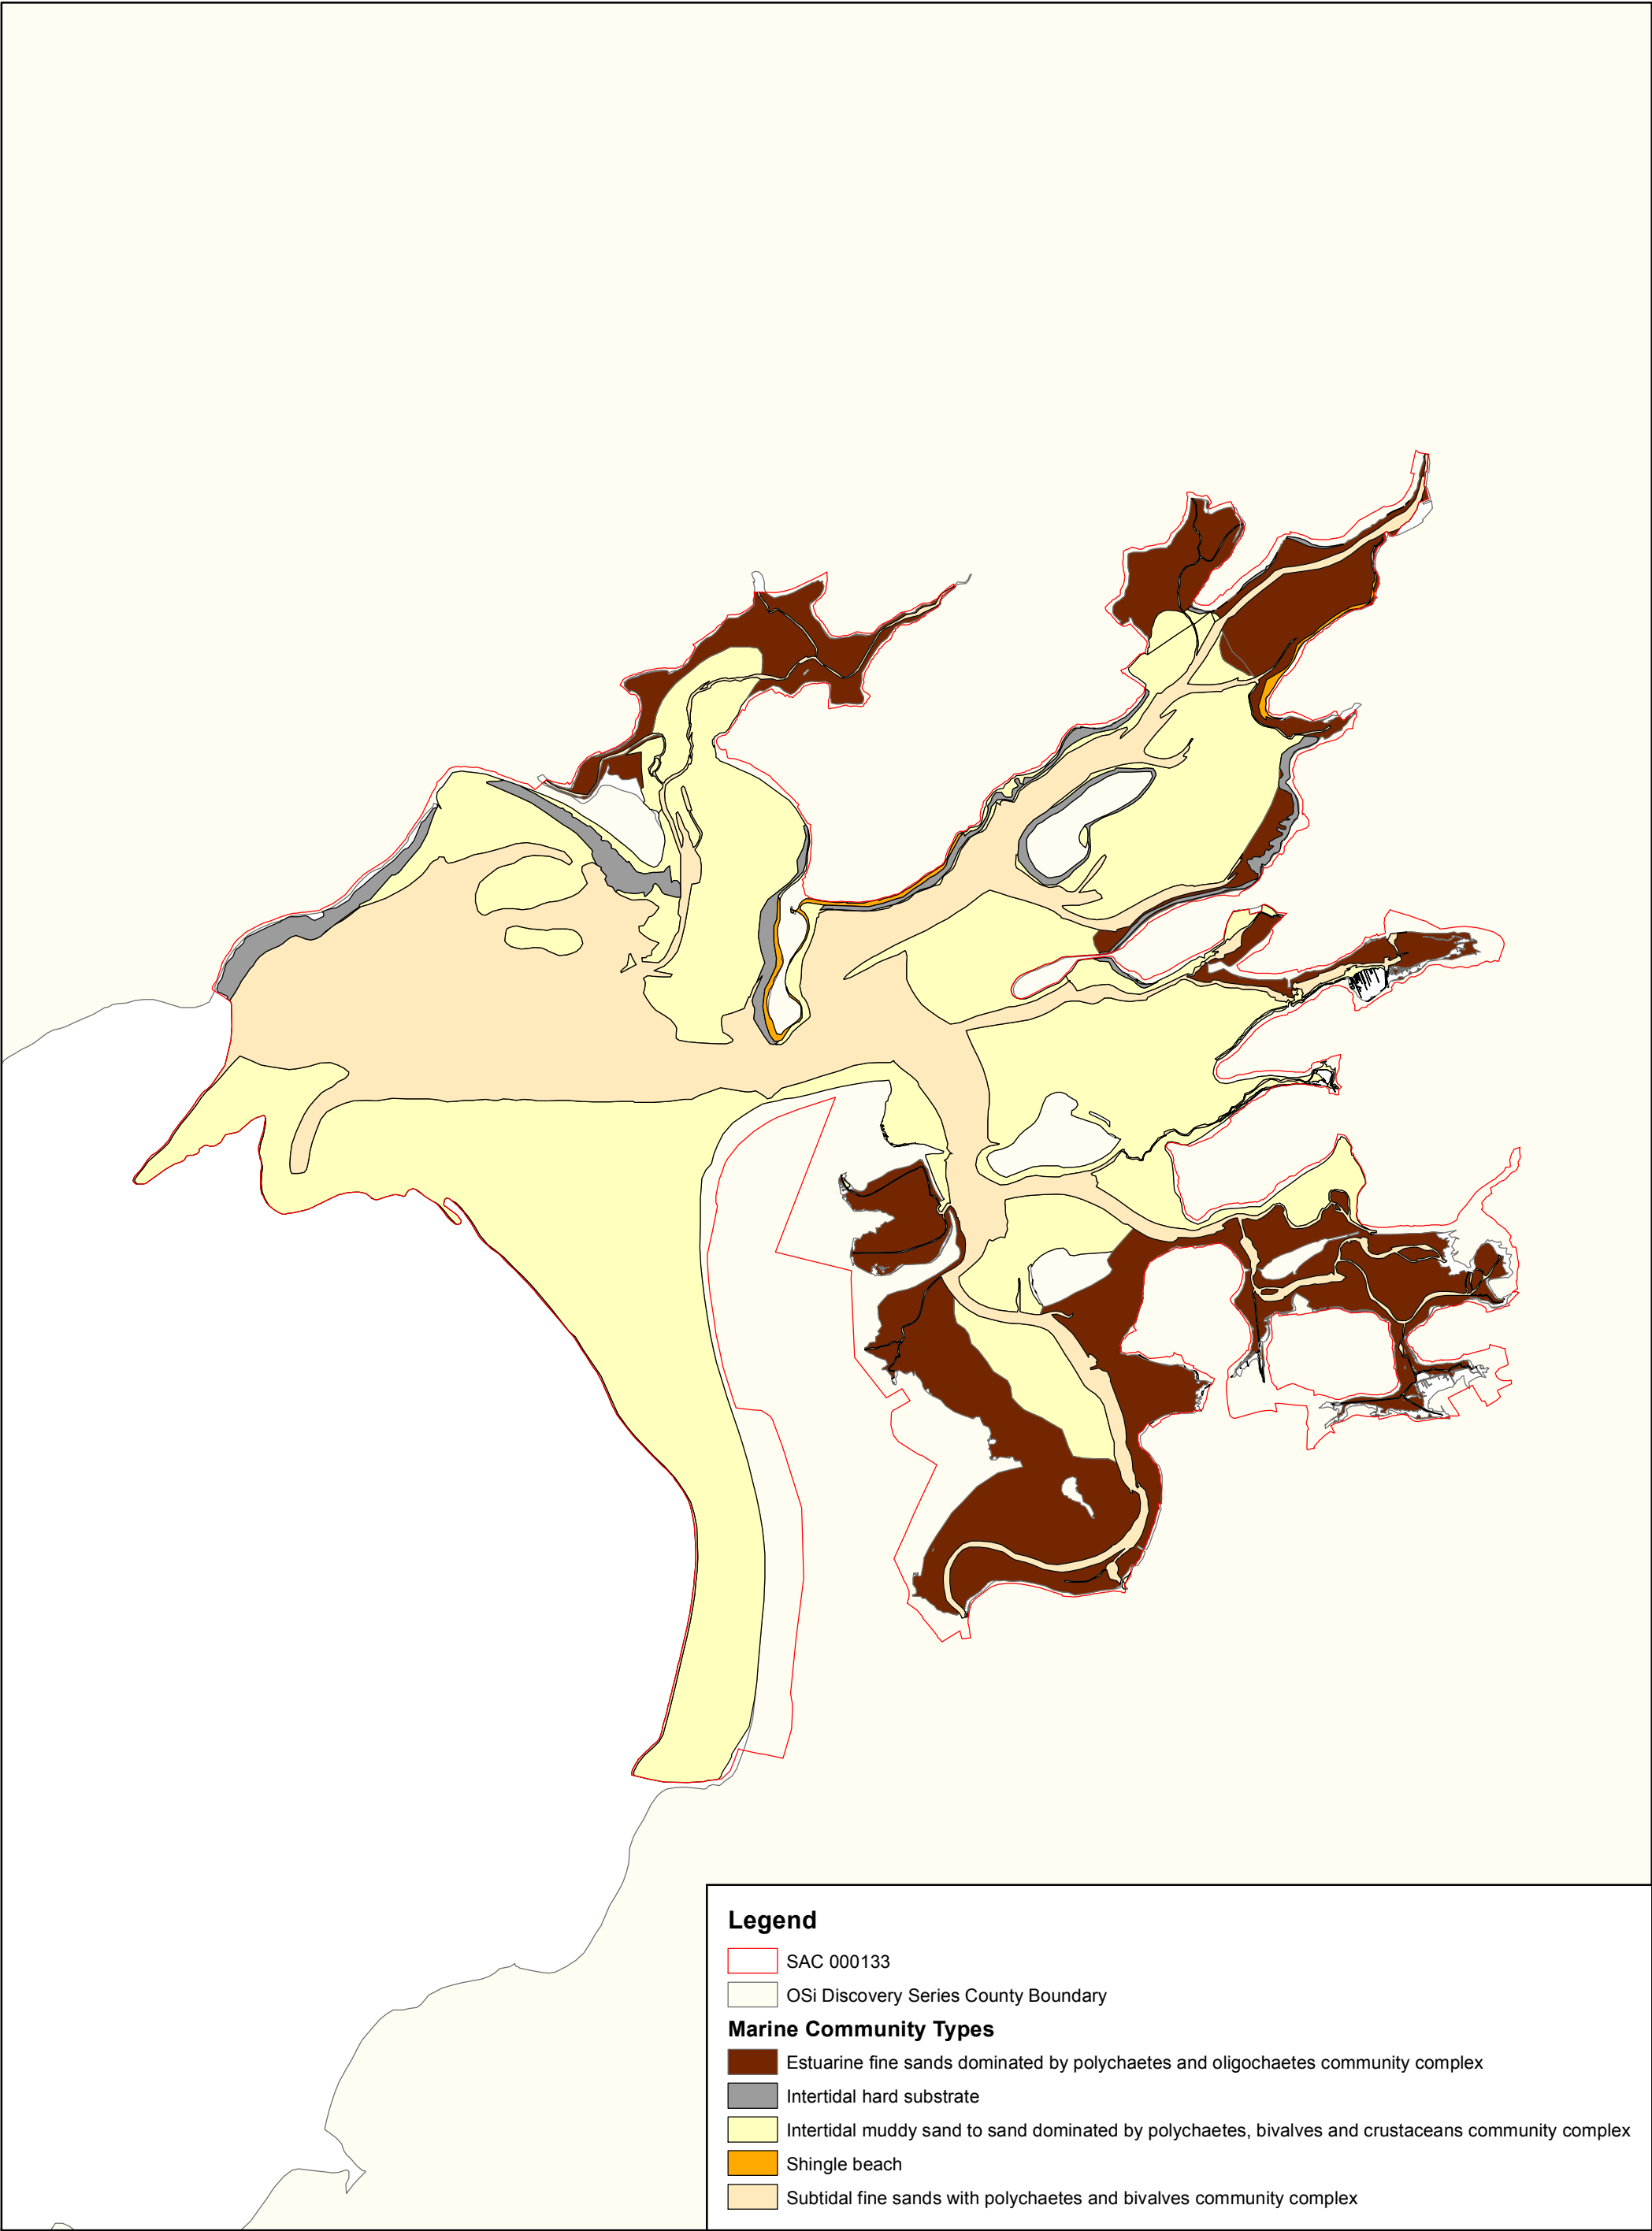 Legend
SAC 000133
OSi Discovery Series County Boundary
Marine Community Types
Estuarine fine sands dominated by polychaetes and oligochaetes community complex
Intertidal hard substrate
Intertidal muddy sand to sand dominated by polychaetes, bivalves and crustaceans community complex
Shingle beach
Subtidal fine sands with polychaetes and bivalves community complex